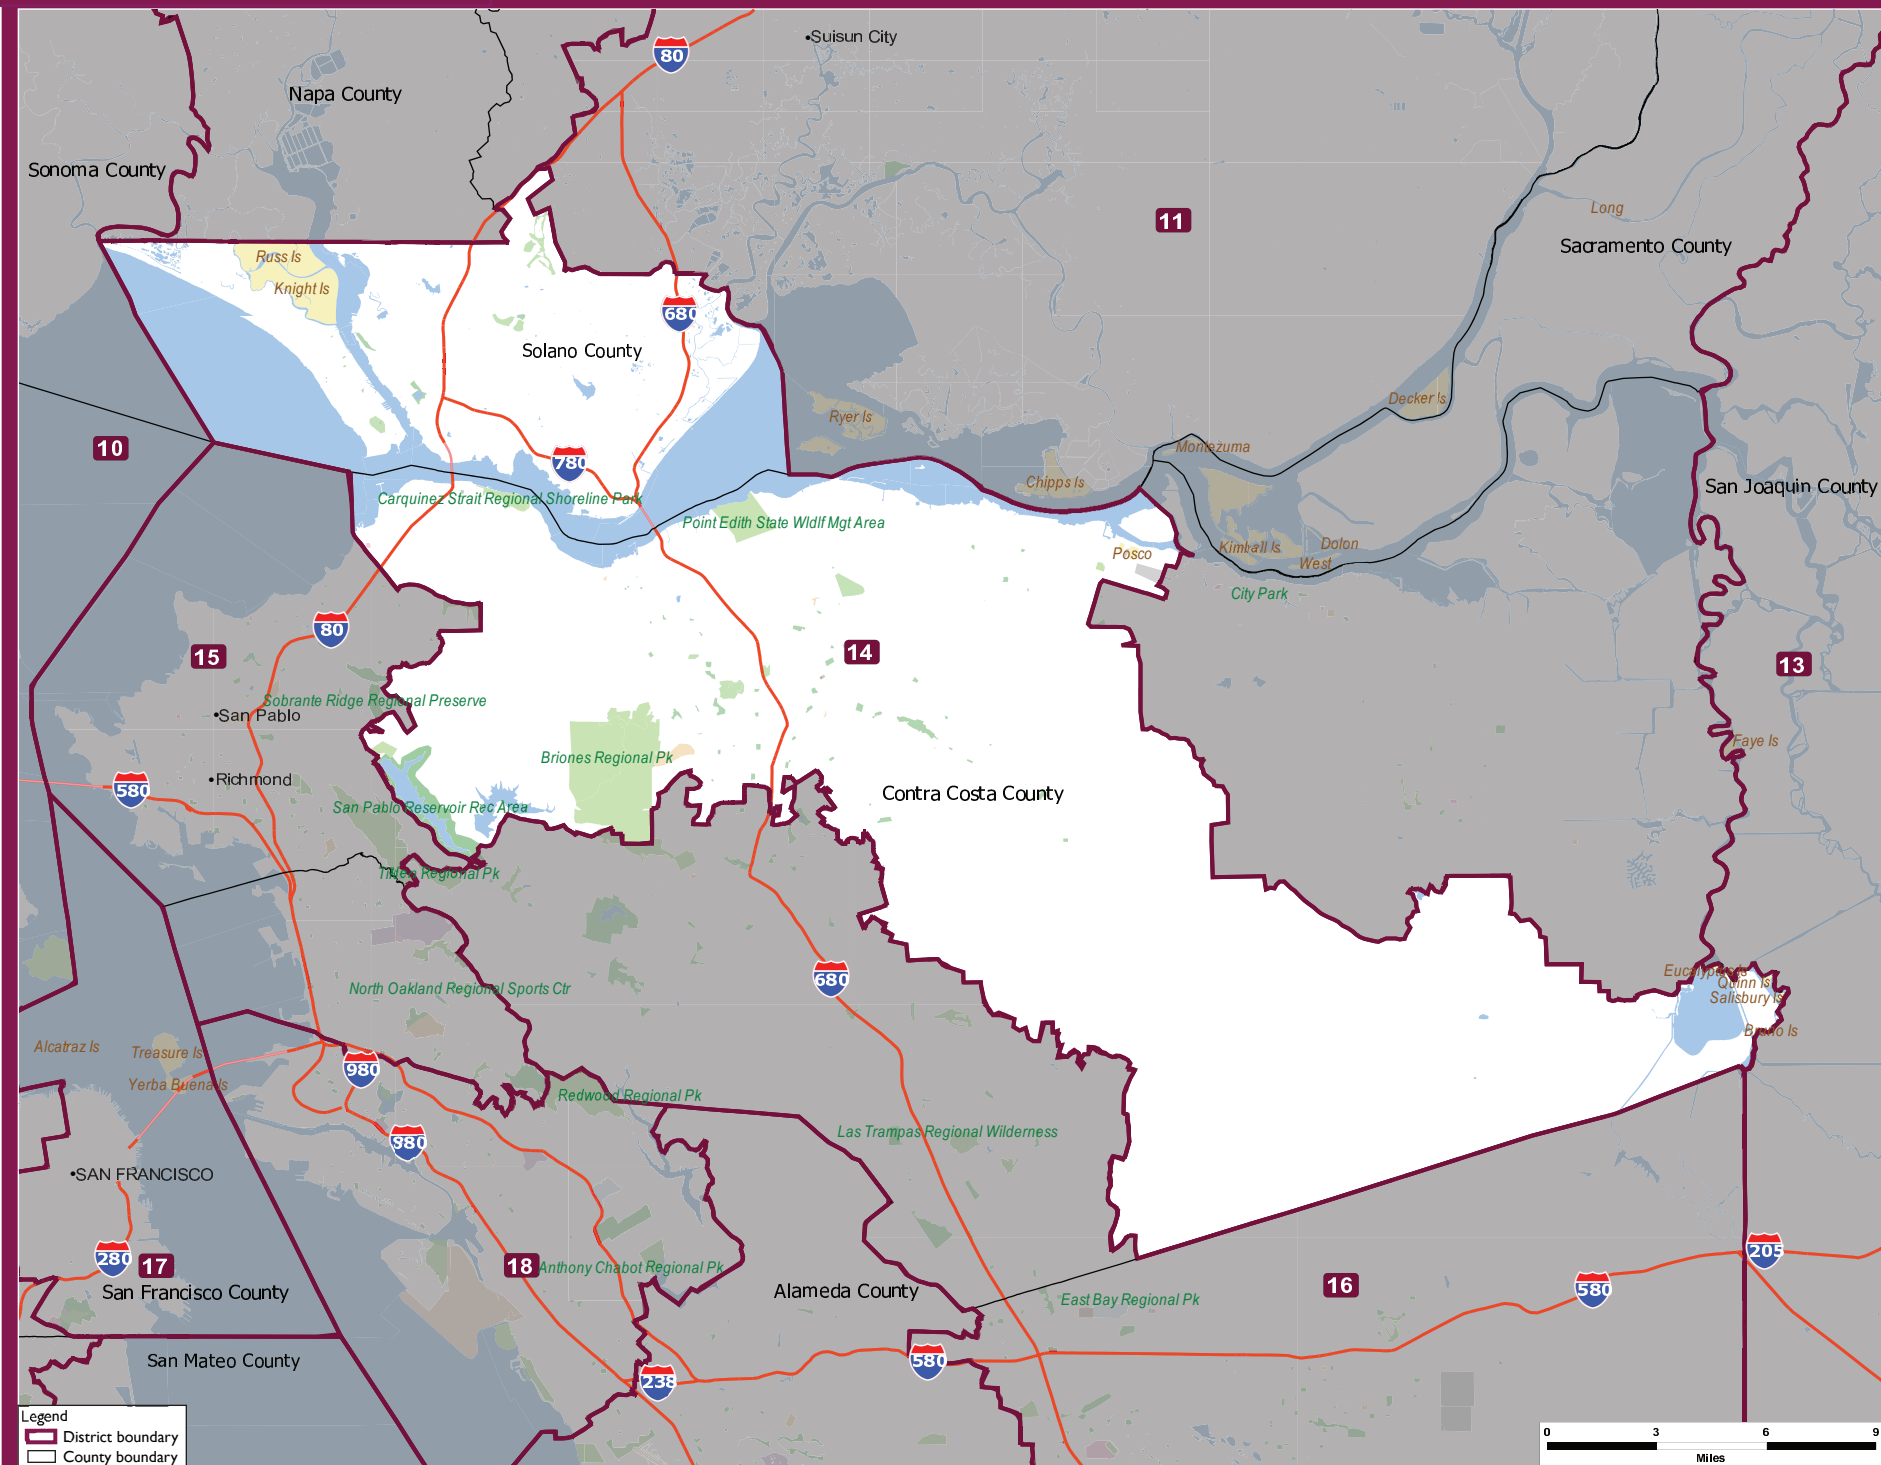 80
•Suisun City
Napa County
Sonoma County
11
Long
Sacramento County
Russ Is
Knight Is
680
Solano County
Decker Is
Ryer Is
10
Montezuma
780
Chipps Is
San Joaquin County
Carquinez Strait Regional Shoreline Park
Point Edith State Wldlf Mgt Area
Posco
Kimball Is
Dolon
West
City Park
80
15
14
13
Sobrante Ridge Regional Preserve
•San Pablo
Faye Is
Briones Regional Pk
•Richmond
580
Contra Costa County
San Pablo Reservoir Rec Area
Tilden Regional Pk
Eucalyptus Is
680
Quinn Is
North Oakland Regional Sports Ctr
Salisbury Is
Brano Is
Alcatraz Is
Treasure Is
980
Yerba Buena Is
Redwood Regional Pk
Las Trampas Regional Wilderness
880
•SAN FRANCISCO
205
280
17
18
Anthony Chabot Regional Pk
16
580
San Francisco County
Alameda County
East Bay Regional Pk
San Mateo County
580
238
Legend
District boundary
County boundary
0 3 6 9
Miles